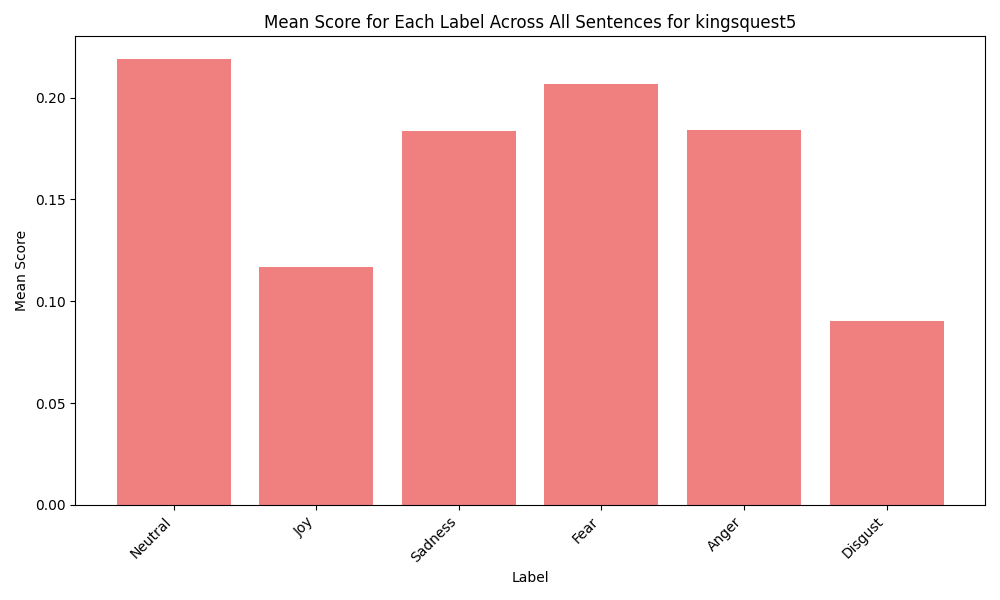 Mean Score for Each Label Across All Sentences for kingsquest5
Mean Score
0.20
0.15
0.10
0.05
0.00
Neutral
Joy
Sadness
Fear
Anger
Disgust
Label